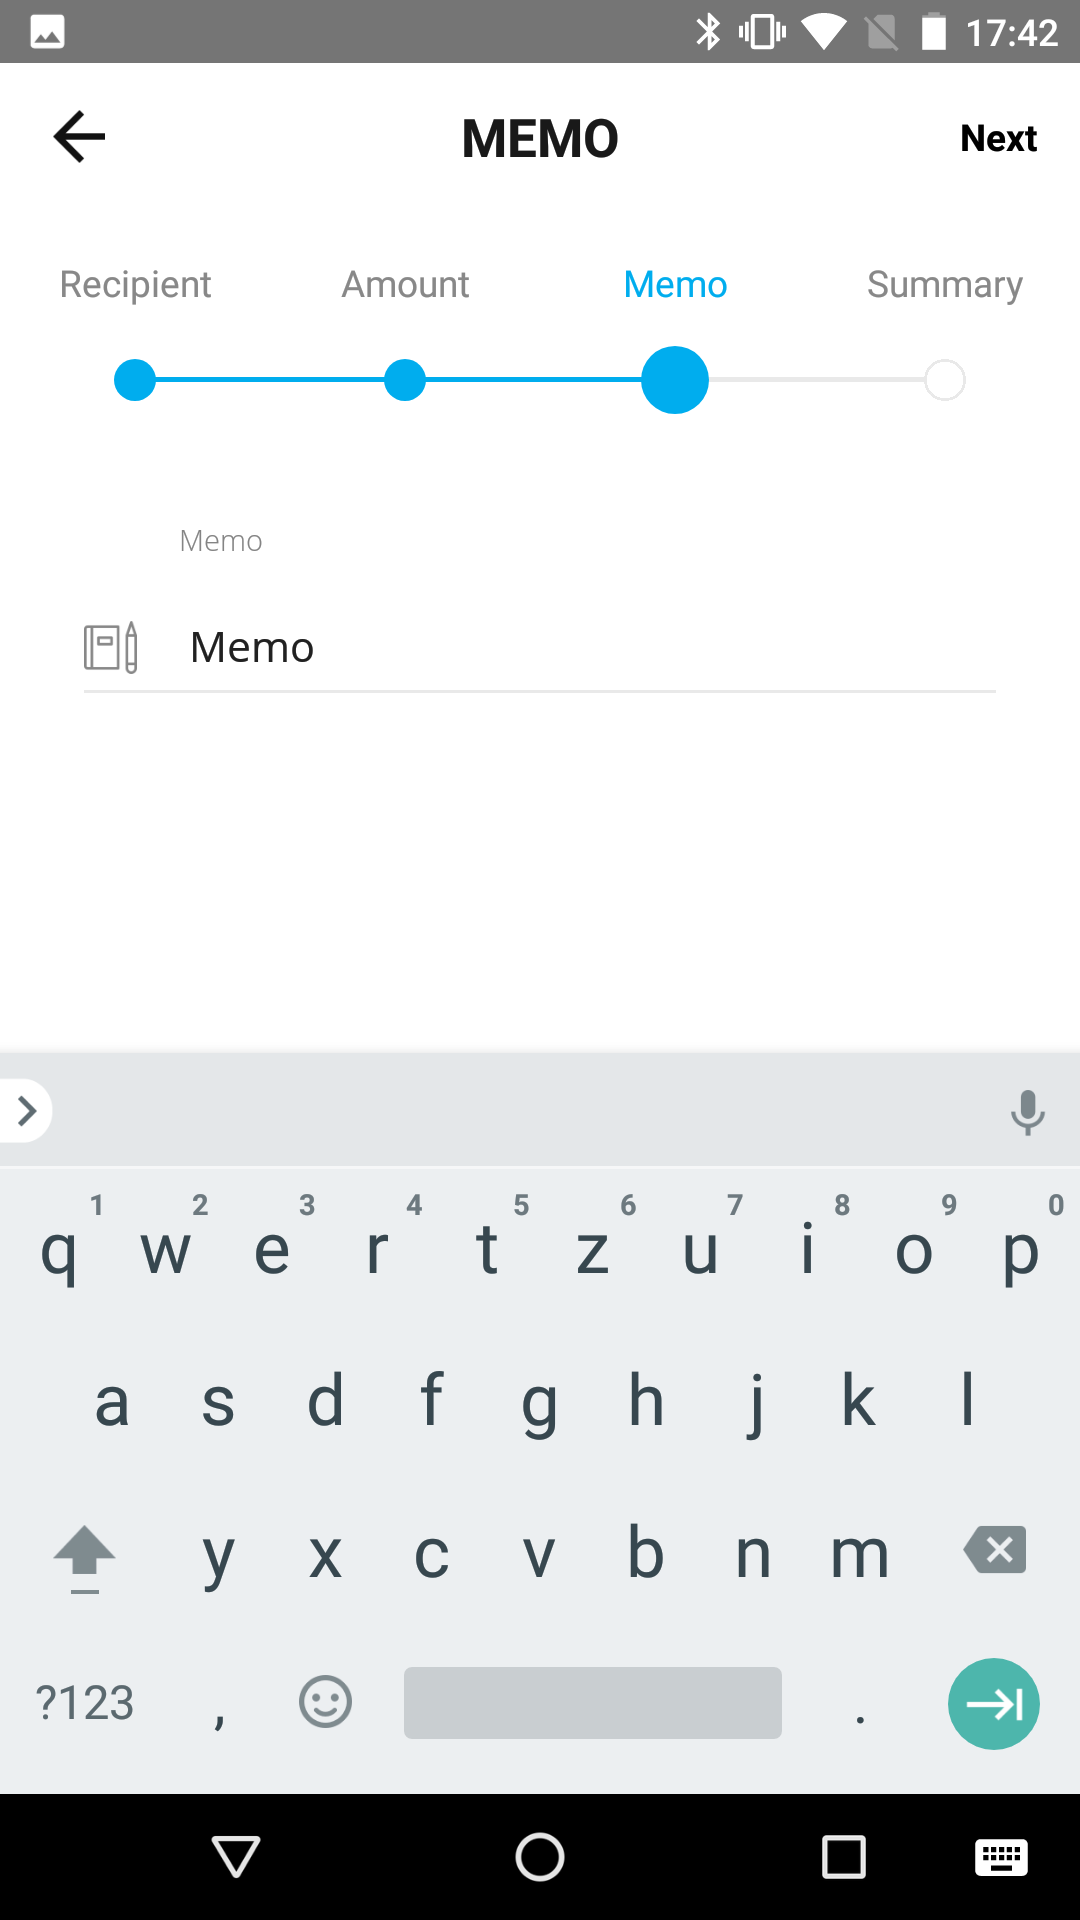 17:42
MEMO
Next
Recipient Amount Memo Summary
Memo
Memo
1 2 3 4 5 6 7 8 9 0
q w e r t z u i o p
a s d f g h j k l
y x c v b n m
?123 , .